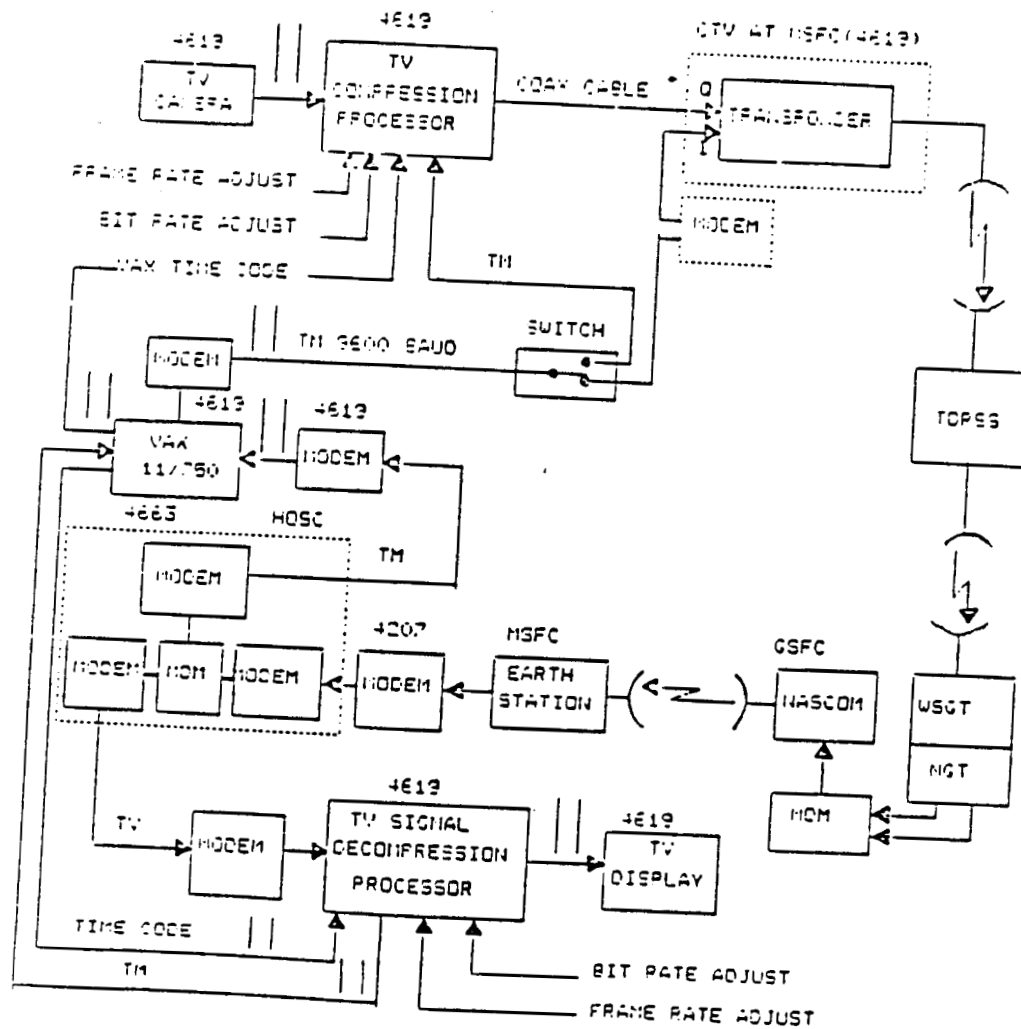 4619
4619
CTV AT MSFC(4619)
TV
CAMERA
TV
COMPRESSION
PROCESSOR
COAX CABLE
Q
I
TRANSPONDER
FRAME RATE ADJUST
BIT RATE ADJUST
VAX TIME CODE
TM
MODEM
SWITCH
TM 9600 BAUD
MODEM
TDRSS
4619
4619
VAX
11/750
MODEM
4663
HOSC
TM
MODEM
MODEM
MDM
MODEM
4207
MODEM
MSFC
EARTH
STATION
GSFC
NASCOM
WSGT
NGT
MDM
4619
TV
MODEM
TV SIGNAL
DECOMPRESSION
PROCESSOR
4619
TV
DISPLAY
TIME CODE
TM
BIT RATE ADJUST
FRAME RATE ADJUST